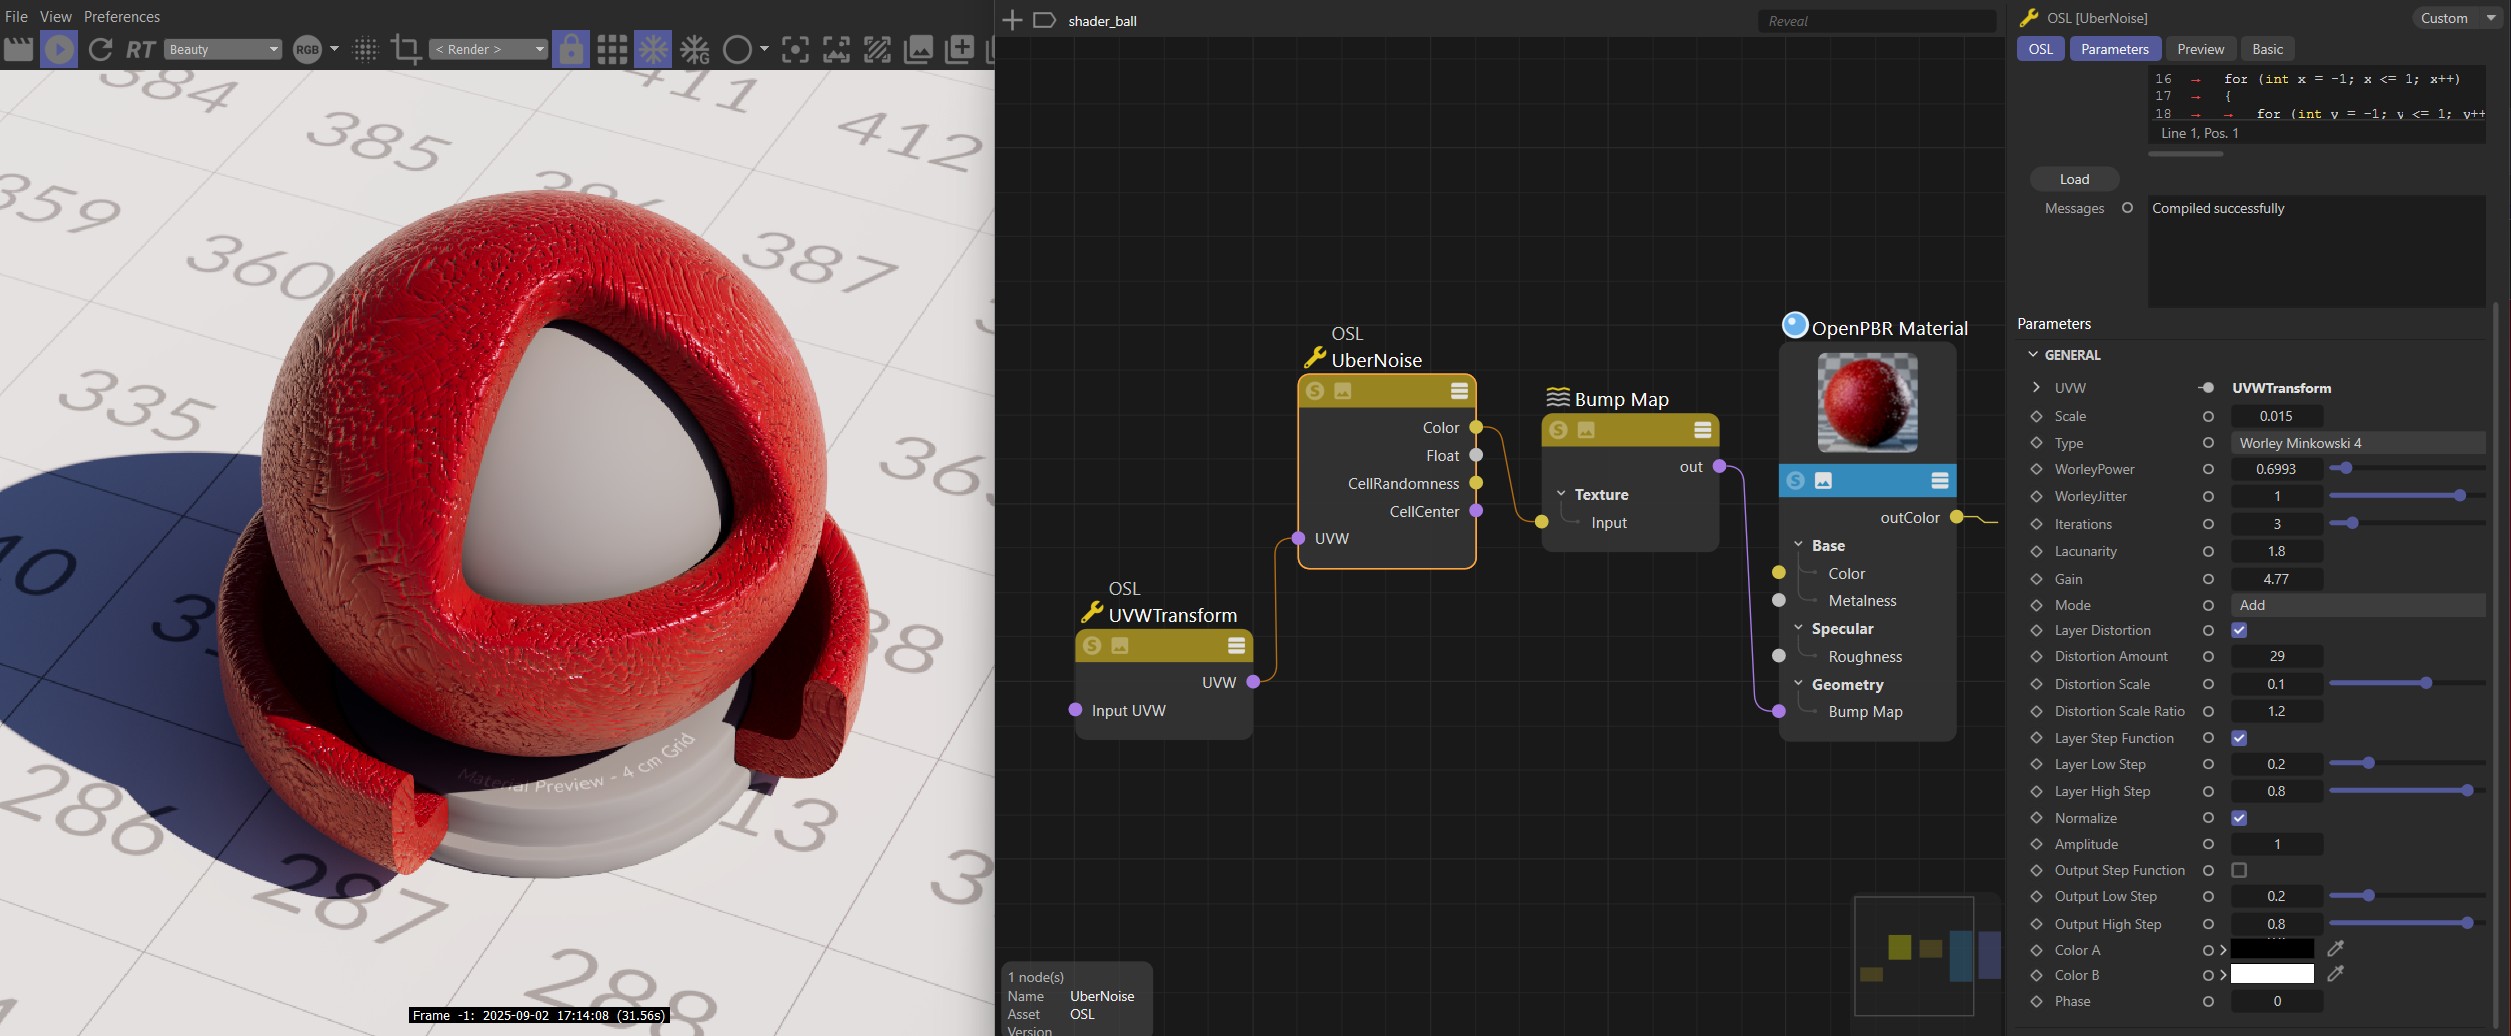 File View Preferences
RT Beauty RGB < Render > G
384
411
385
412
359
386
360
387
335
40
38
286
13
287
288
Material Preview - 4 cm Grid
Frame -1: 2025-09-02 17:14:08 (31.56s)
shader_ball
Reveal
OSL
UberNoise
S
Color
Float
CellRandomness
CellCenter
UVW
OSL
UVWTransform
S
UVW
Input UVW
Bump Map
S
out
Texture
Input
OpenPBR Material
S
outColor
Base
Color
Metalness
Specular
Roughness
Geometry
Bump Map
1 node(s)
Name UberNoise
Asset OSL
Version
OSL [UberNoise]
Custom
OSL Parameters Preview Basic
16 → for (int x = -1; x <= 1; x++)
17 → {
18 → → for (int y = -1; y <= 1; y++
Line 1, Pos. 1
Load
Messages Compiled successfully
Parameters
GENERAL
UVW UVWTransform
Scale 0.015
Type Worley Minkowski 4
WorleyPower 0.6993
WorleyJitter 1
Iterations 3
Lacunarity 1.8
Gain 4.77
Mode Add
Layer Distortion
Distortion Amount 29
Distortion Scale 0.1
Distortion Scale Ratio 1.2
Layer Step Function
Layer Low Step 0.2
Layer High Step 0.8
Normalize
Amplitude 1
Output Step Function
Output Low Step 0.2
Output High Step 0.8
Color A
Color B
Phase 0